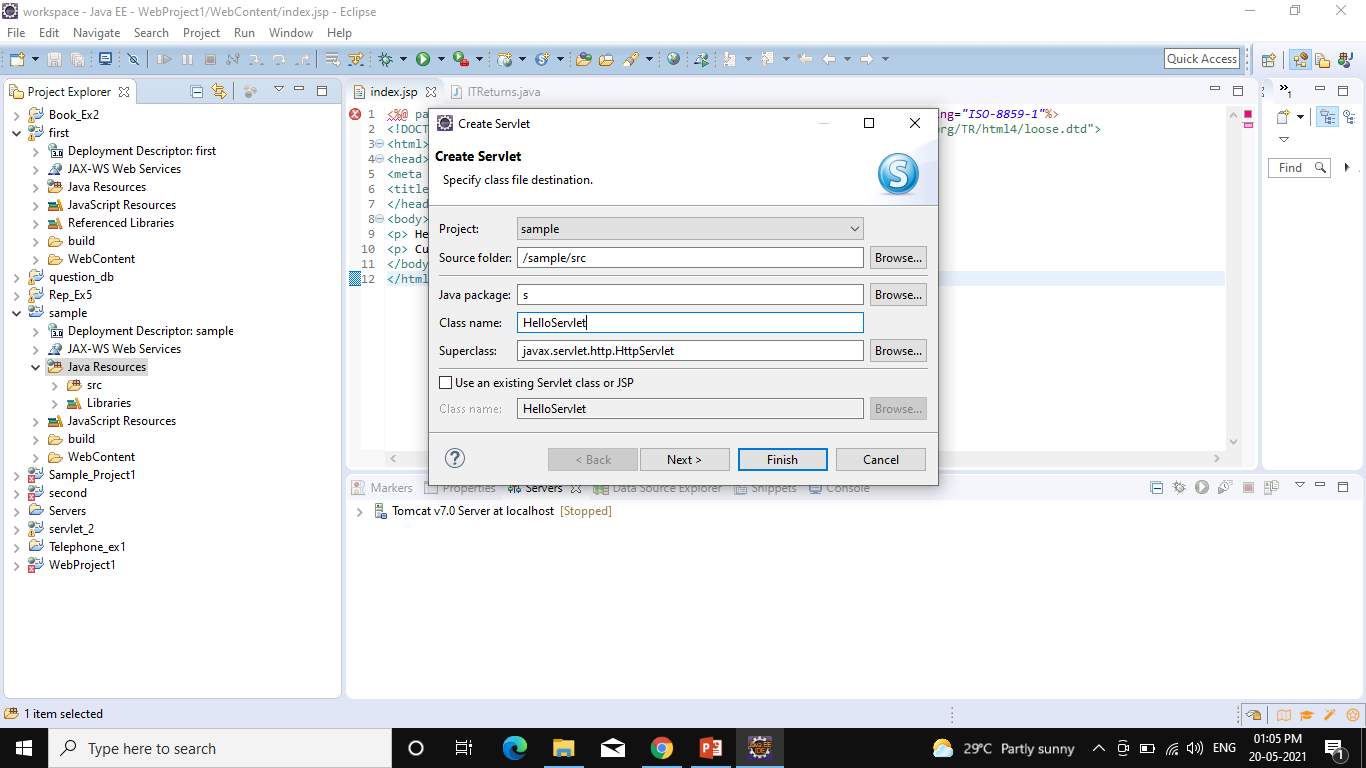 workspace - Java EE - WebProject1/WebContent/index.jsp - Eclipse
File Edit Navigate Search Project Run Window Help
Quick Access
Project Explorer
Book_Ex2
first
Deployment Descriptor: first
JAX-WS Web Services
Java Resources
JavaScript Resources
Referenced Libraries
build
WebContent
question_db
Rep_Ex5
sample
Deployment Descriptor: sample
JAX-WS Web Services
Java Resources
src
Libraries
JavaScript Resources
build
WebContent
Sample_Project1
second
Servers
servlet_2
Telephone_ex1
WebProject1
index.jsp ITReturns.java
1 <%@ pa ng="ISO-8859-1"%>
2 <!DOCT org/TR/html4/loose.dtd">
3 <html>
4 <head>
5 <meta
6 <title
7 </head
8 <body>
9 <p> He
10 <p> Cu
11 </body
12 </html
Create Servlet
Create Servlet
Specify class file destination.
S
Project: sample
Source folder: /sample/src Browse...
Java package: s Browse...
Class name: HelloServlet
Superclass: javax.servlet.http.HttpServlet Browse...
Use an existing Servlet class or JSP
Class name: HelloServlet Browse...
? < Back Next > Finish Cancel
»1
Find
Markers Properties Servers Data Source Explorer Snippets Console
Tomcat v7.0 Server at localhost [Stopped]
1 item selected
Type here to search
29°C Partly sunny
ENG
01:05 PM
20-05-2021
1